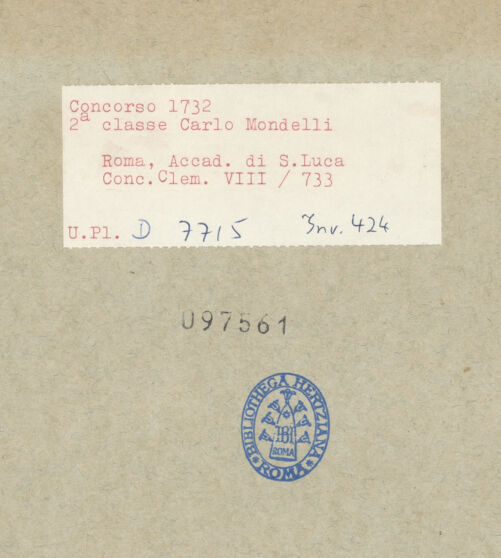 Concorso 1732
2a classe Carlo Mondelli
Roma, Accad. di S.Luca
Conc.Clem. VIII / 733
U.Pl. D 7715 Inv. 424
097561
BIBLIOTHECA HERTZIANA
BH
ROMA
* ROMA *